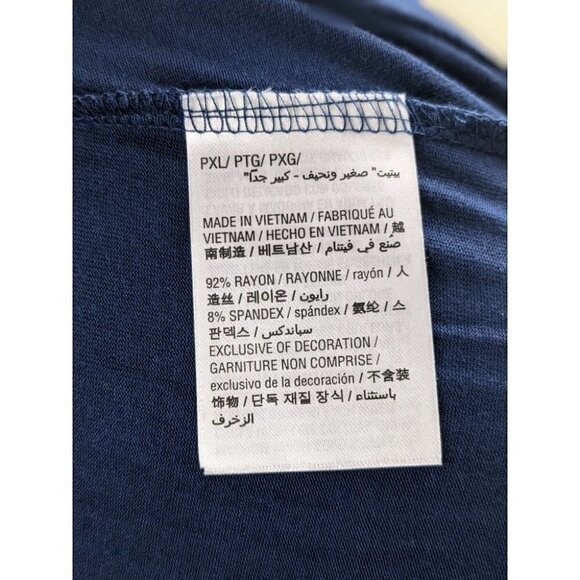 PXL/ PTG/ PXG/
بيتيت" صغير ونحيف - كبير جدًا"
MADE IN VIETNAM / FABRIQUÉ AU
VIETNAM / HECHO EN VIETNAM / 越
南制造 / 베트남산 / صُنع في فيتنام
92% RAYON / RAYONNE / rayón / 人
造丝 / 레이온 / رايون
8% SPANDEX / spándex / 氨纶 / 스
판덱스 / سباندكس
EXCLUSIVE OF DECORATION /
GARNITURE NON COMPRISE /
exclusivo de la decoración / 不含装
饰物 / 단독 재질 장식 / باستثناء
الزخرف